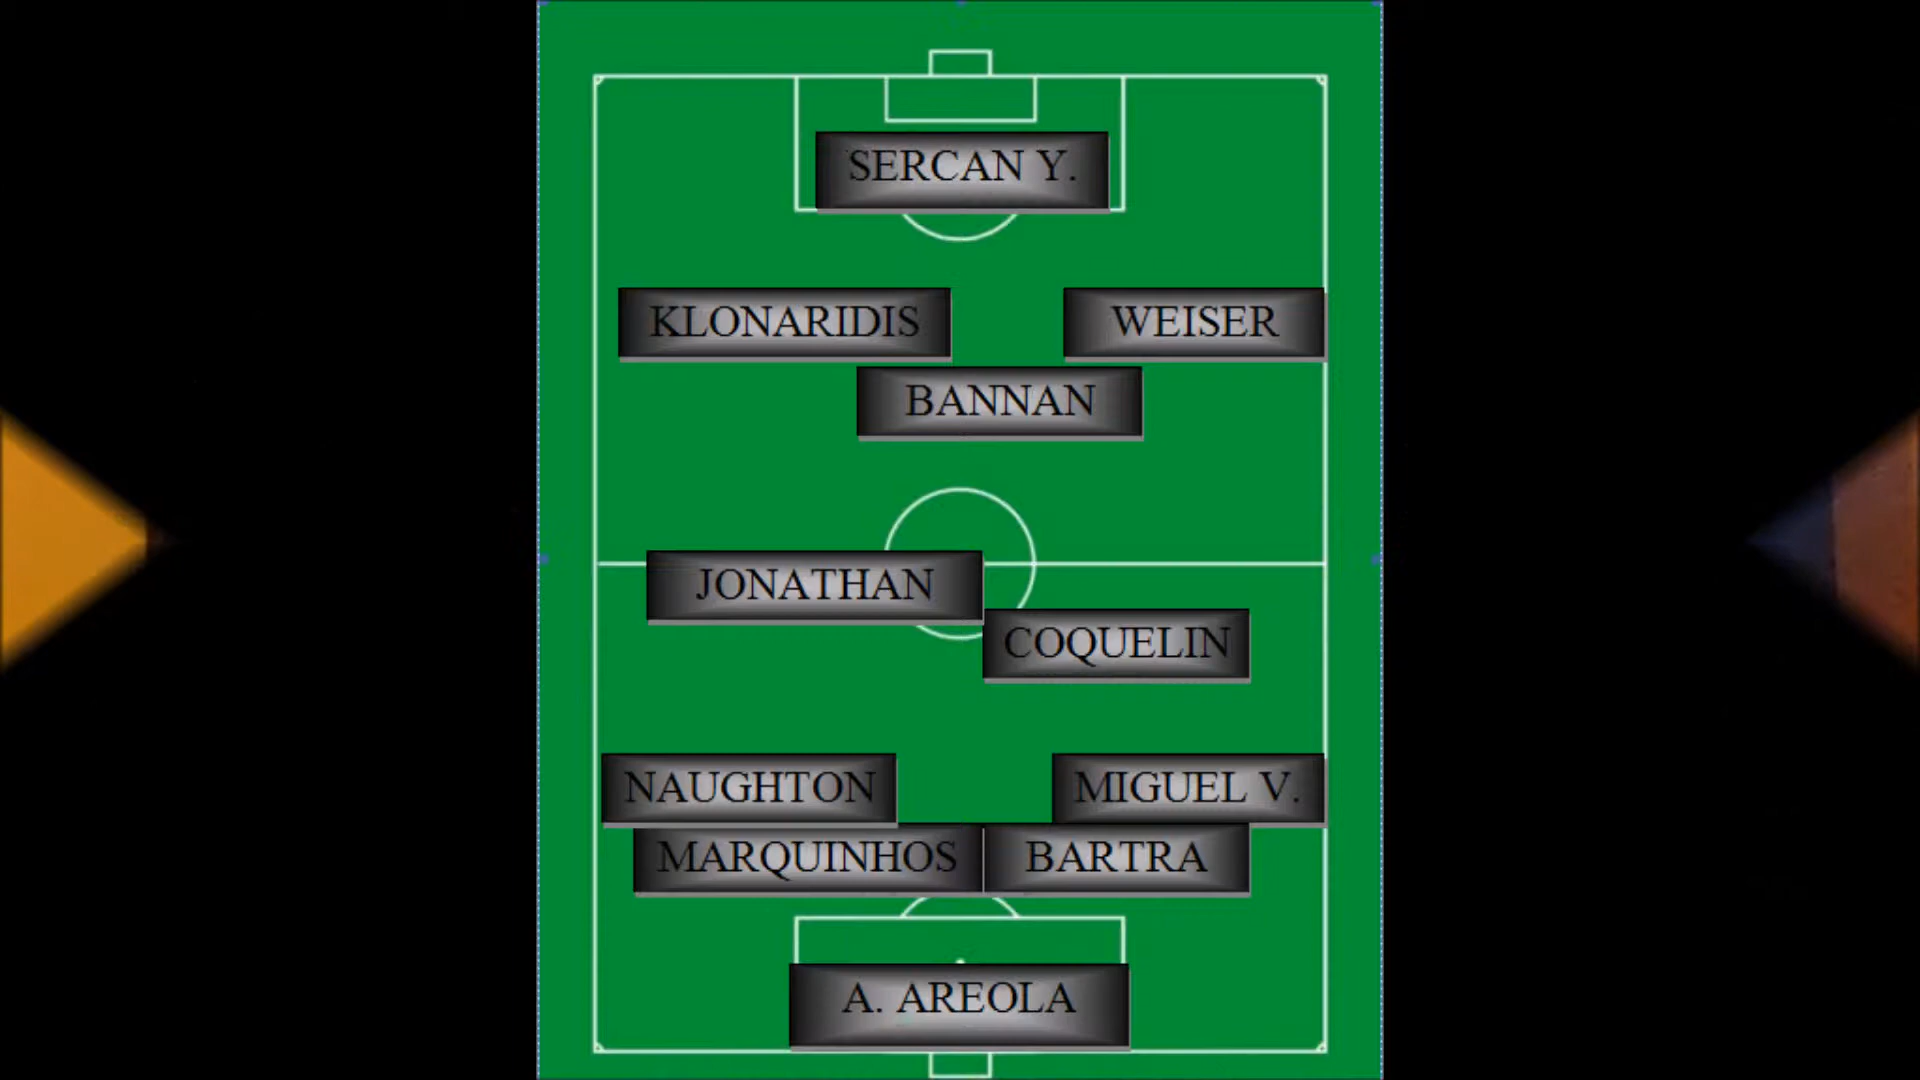 SERCAN Y.
KLONARIDIS
WEISER
BANNAN
JONATHAN
COQUELIN
NAUGHTON
MIGUEL V.
MARQUINHOS
BARTRA
A. AREOLA